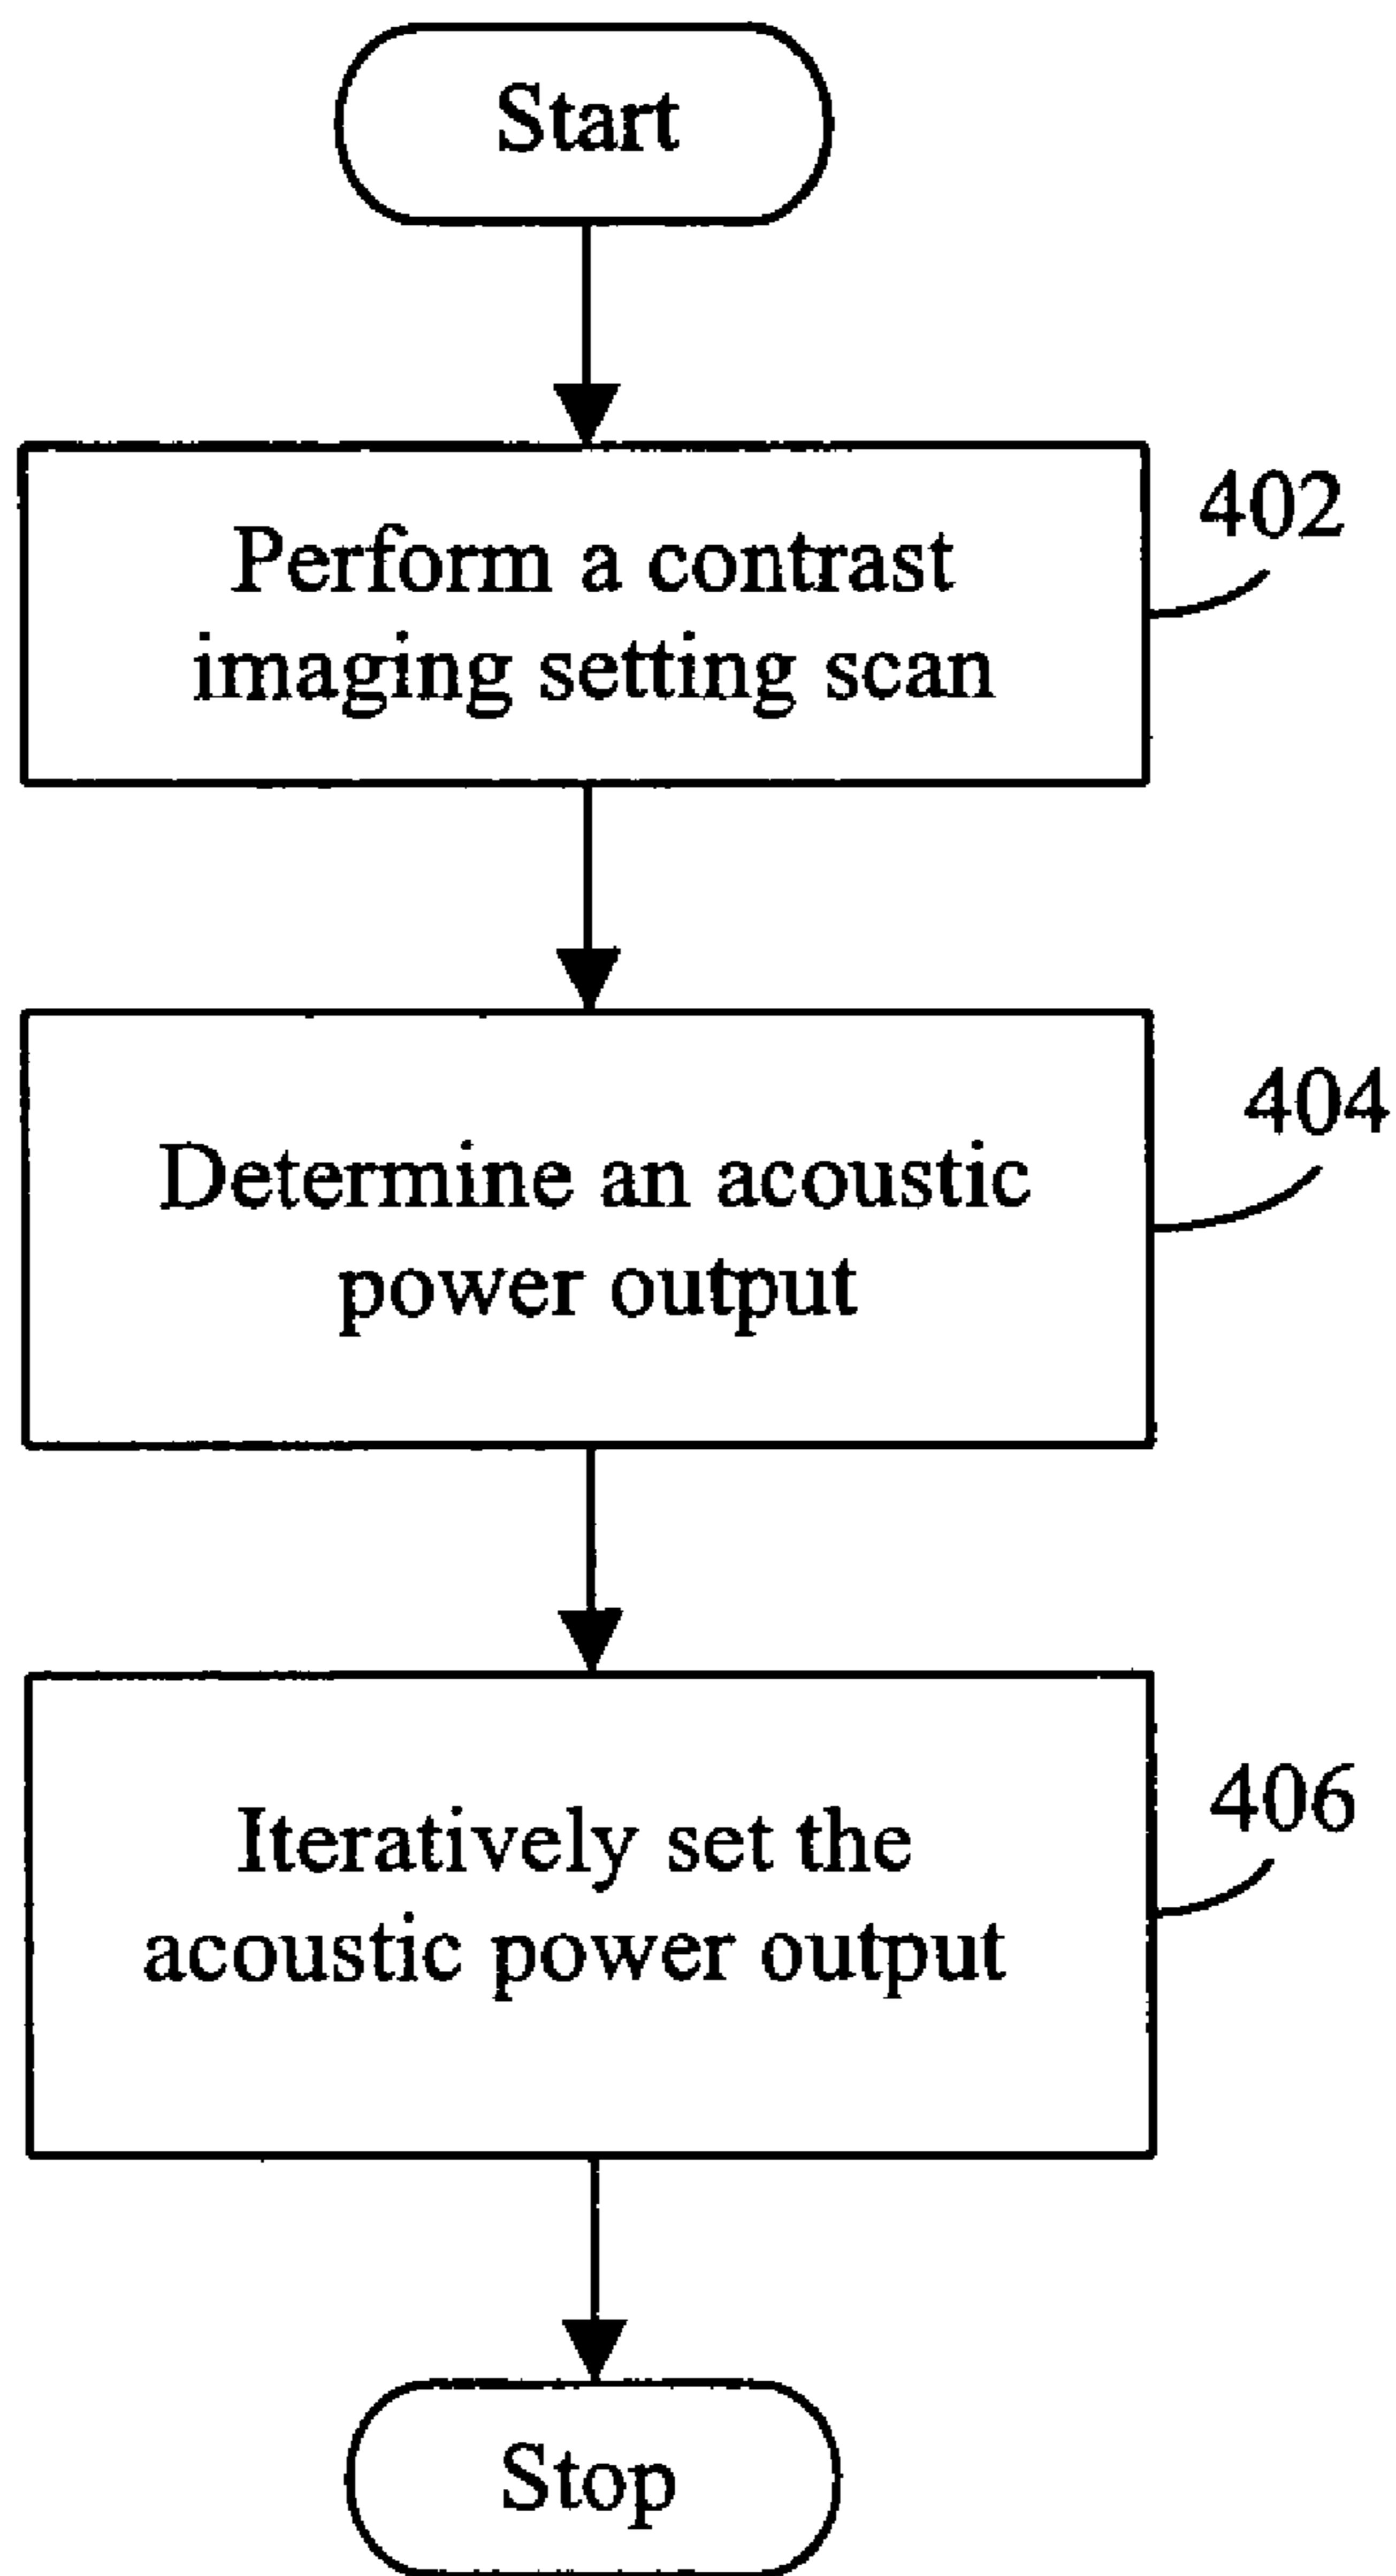 Start
Perform a contrast
imaging setting scan
402
Determine an acoustic
power output
404
Iteratively set the
acoustic power output
406
Stop